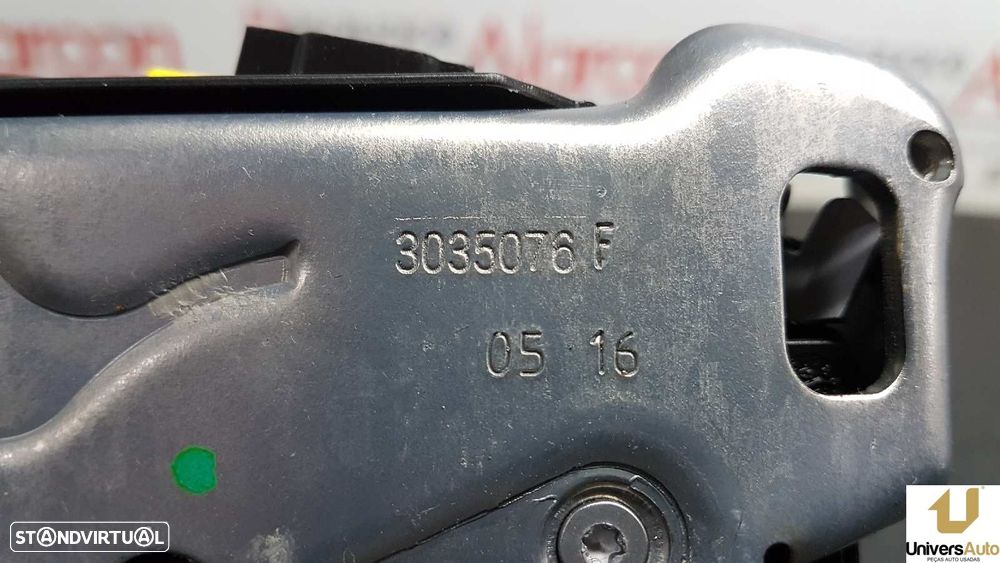 3035076 F
05 16
STANDVIRTUAL
UniversAuto
PEÇAS AUTO USADAS